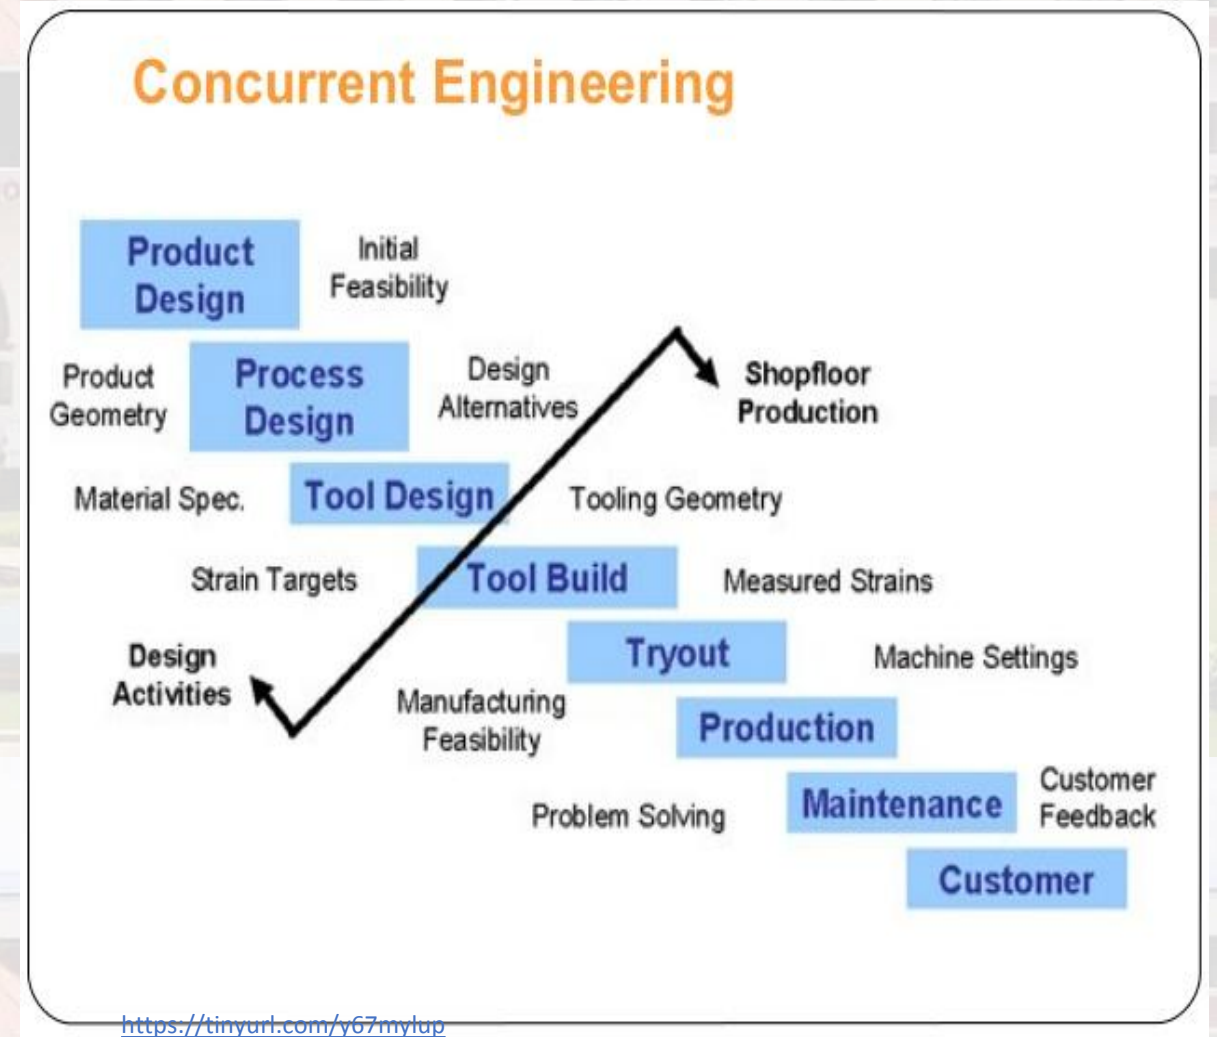 Concurrent Engineering
Product
Design
Initial
Feasibility
Product
Geometry
Process
Design
Design
Alternatives
Shopfloor
Production
Material Spec.
Tool Design
Tooling Geometry
Strain Targets
Tool Build
Measured Strains
Design
Activities
Tryout
Machine Settings
Manufacturing
Feasibility
Production
Problem Solving
Maintenance
Customer
Feedback
Customer
https://tinyurl.com/y67mylup